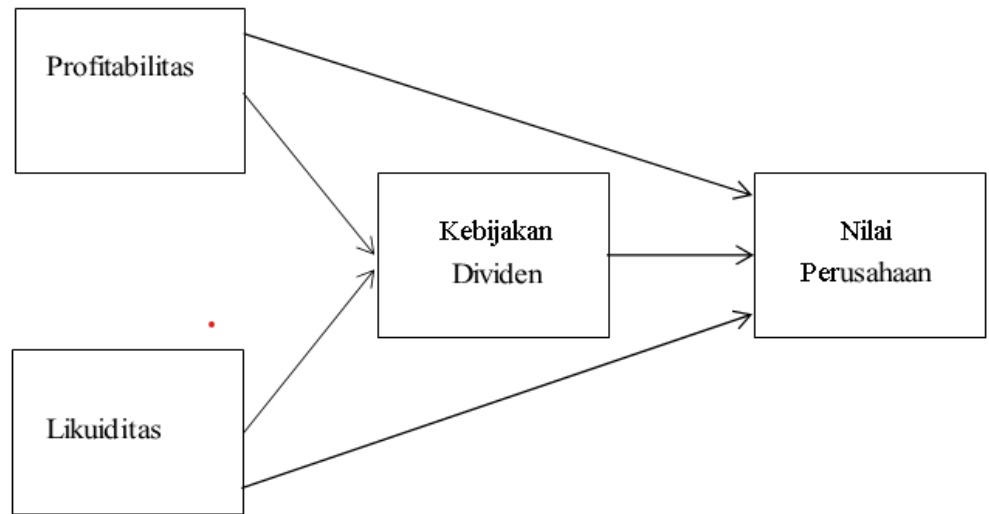 Profitabilitas
Kebijakan
Dividen
Nilai
Perusahaan
Likuiditas